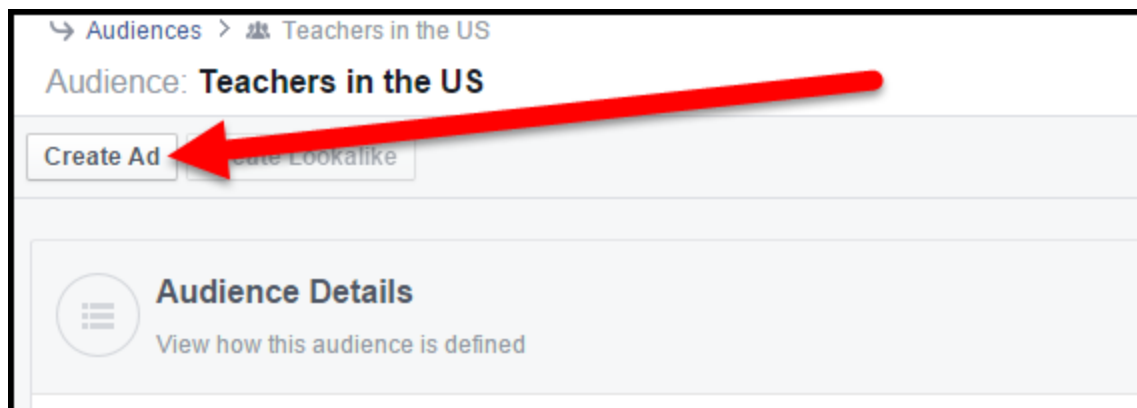 Audiences > Teachers in the US
Audience: Teachers in the US
Create Ad
Lookalike
Audience Details
View how this audience is defined